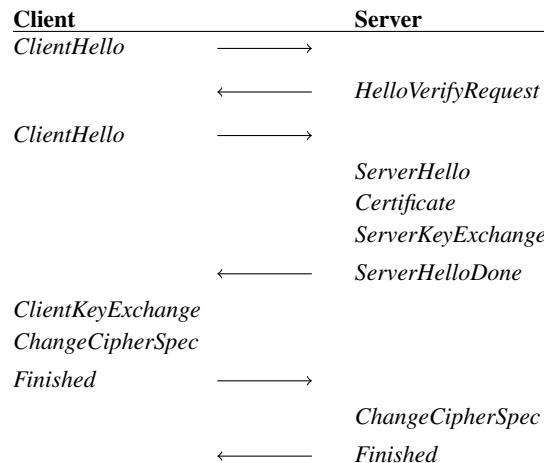 Client Server
ClientHello
HelloVerifyRequest
ClientHello
ServerHello
Certificate
ServerKeyExchange
ServerHelloDone
ClientKeyExchange
ChangeCipherSpec
Finished
ChangeCipherSpec
Finished